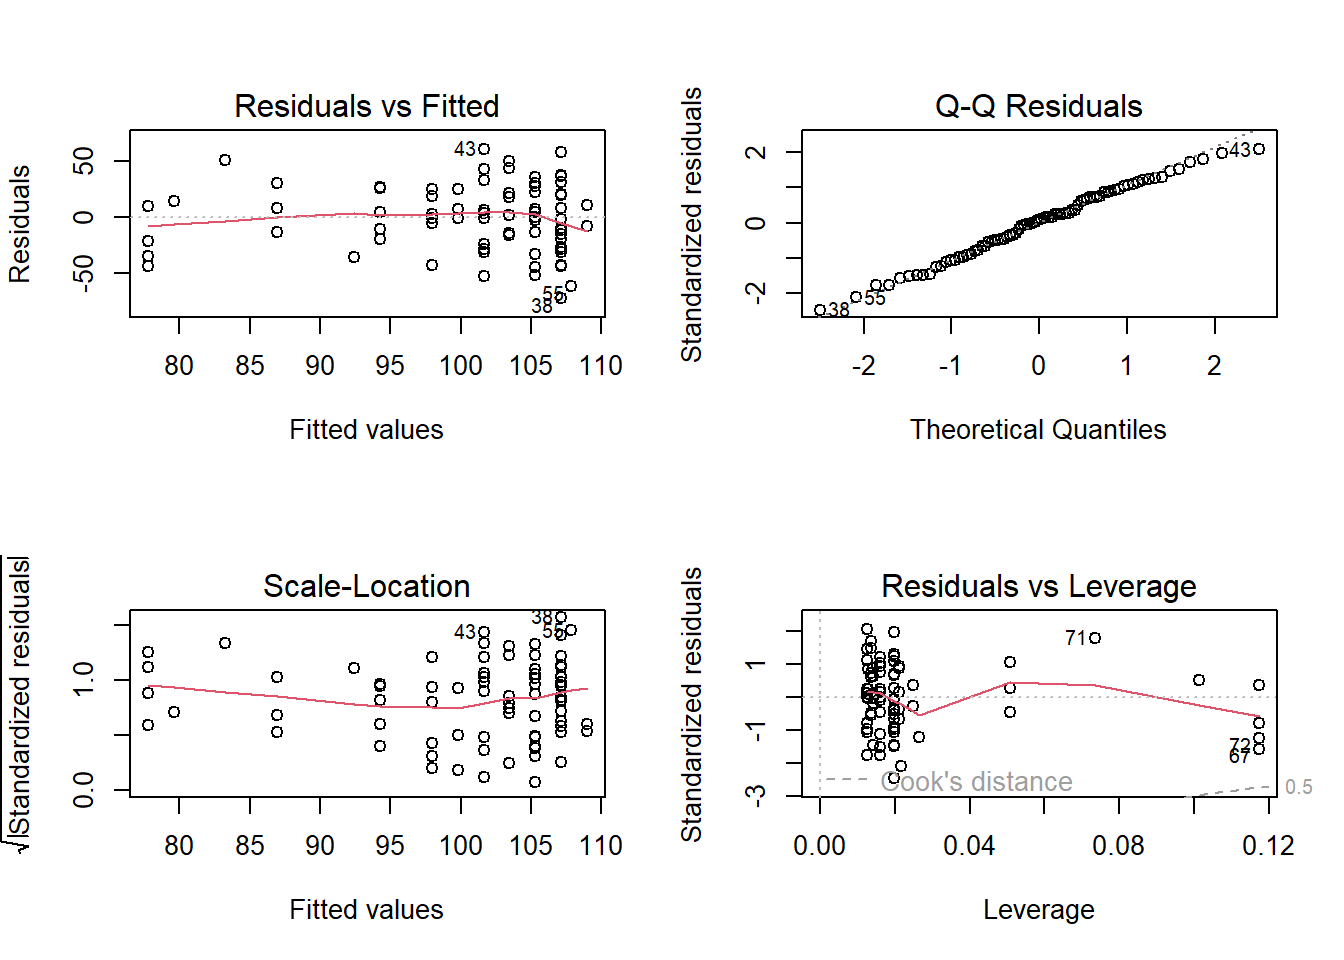 Residuals vs Fitted
Residuals
50
0
-50
43
55
38
80 85 90 95 100 105 110
Fitted values
Q-Q Residuals
Standardized residuals
2
0
-2
43
55
38
-2 -1 0 1 2
Theoretical Quantiles
Scale-Location
√|Standardized residuals|
1.0
0.0
38
55
43
80 85 90 95 100 105 110
Fitted values
Residuals vs Leverage
Standardized residuals
1
-1
-3
71
72
67
Cook's distance
0.5
0.00 0.04 0.08 0.12
Leverage